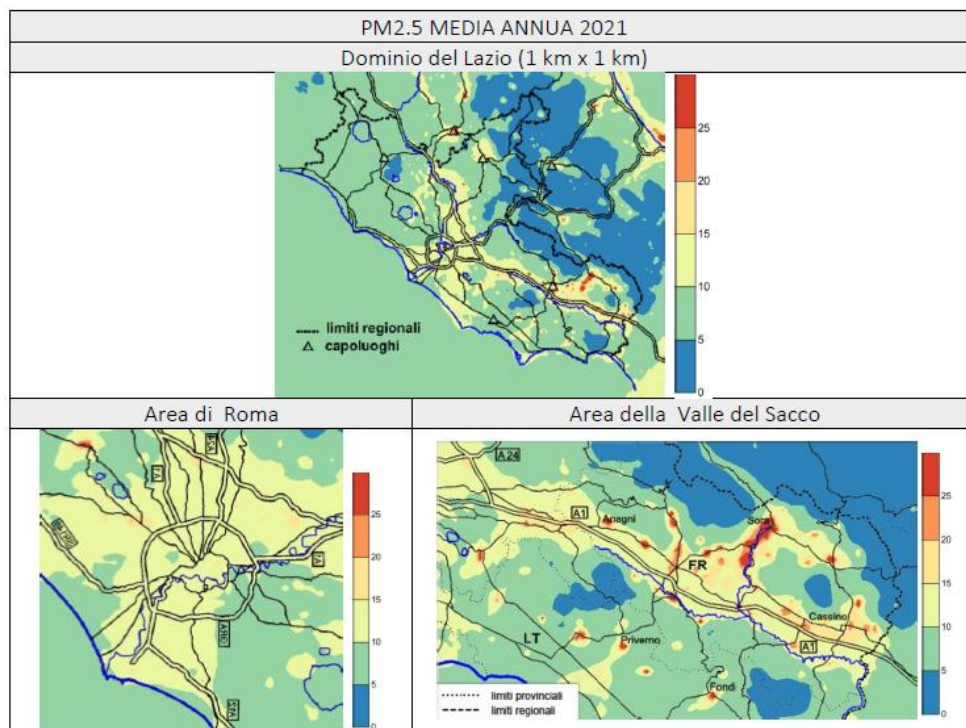 PM2.5 MEDIA ANNUA 2021
Dominio del Lazio (1 km x 1 km)
25
20
15
10
5
0
limiti regionali
capoluoghi
Area di Roma
Area della Valle del Sacco
25
20
15
10
5
0
A24
A1
Anagni
Sora
FR
Cassino
LT
Priverno
A1
Fondi
limiti provinciali
limiti regionali
25
20
15
10
5
0